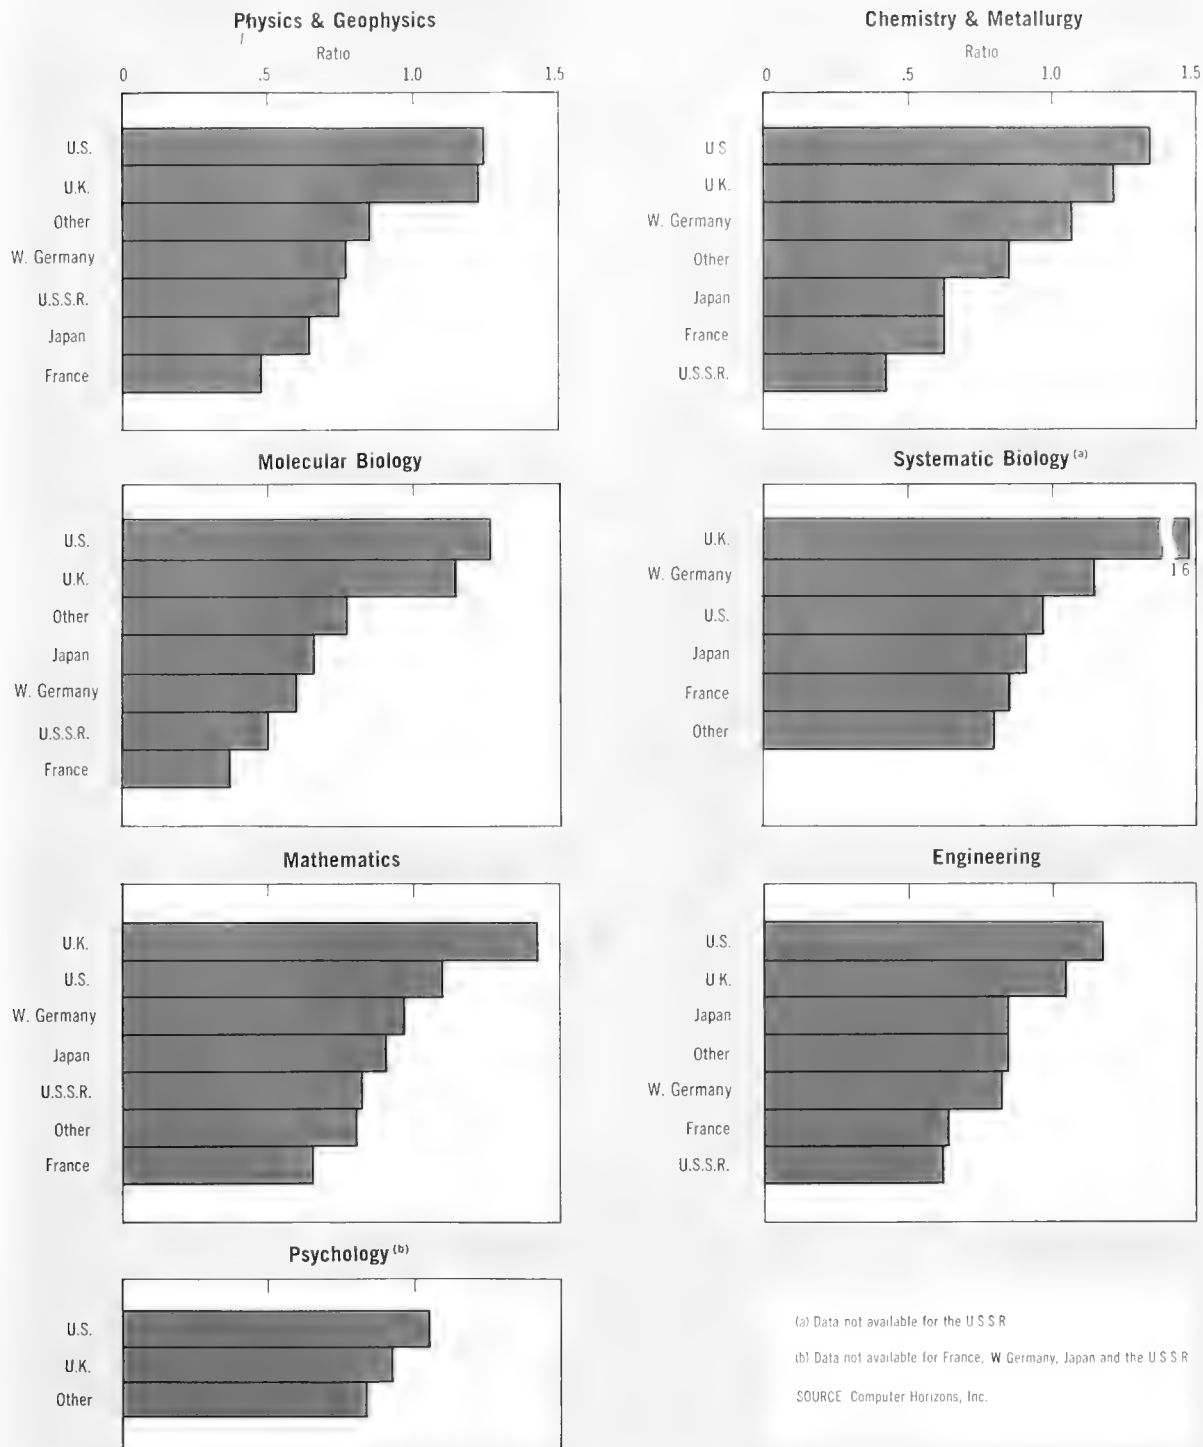 Physics & Geophysics
Ratio
0 .5 1.0 1.5
U.S.
U.K.
Other
W. Germany
U.S.S.R.
Japan
France
Chemistry & Metallurgy
Ratio
0 .5 1.0 1.5
U S
U K.
W. Germany
Other
Japan
France
U.S.S.R.
Molecular Biology
U.S.
U.K.
Other
Japan
W. Germany
U.S.S.R.
France
Systematic Biology (a)
U.K.
1 6
W. Germany
U.S.
Japan
France
Other
Mathematics
U.K.
U.S.
W. Germany
Japan
U.S.S.R.
Other
France
Engineering
U.S.
U K.
Japan
Other
W. Germany
France
U.S.S.R.
Psychology (b)
U.S.
U.K.
Other
(a) Data not available for the U S S R
(b) Data not available for France, W Germany, Japan and the U S S R
SOURCE Computer Horizons, Inc.